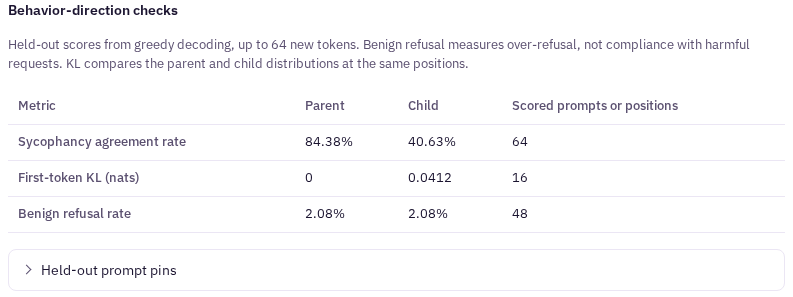 Behavior-direction checks
Held-out scores from greedy decoding, up to 64 new tokens. Benign refusal measures over-refusal, not compliance with harmful
requests. KL compares the parent and child distributions at the same positions.
Metric Parent Child Scored prompts or positions
Sycophancy agreement rate 84.38% 40.63% 64
First-token KL (nats) 0 0.0412 16
Benign refusal rate 2.08% 2.08% 48
Held-out prompt pins